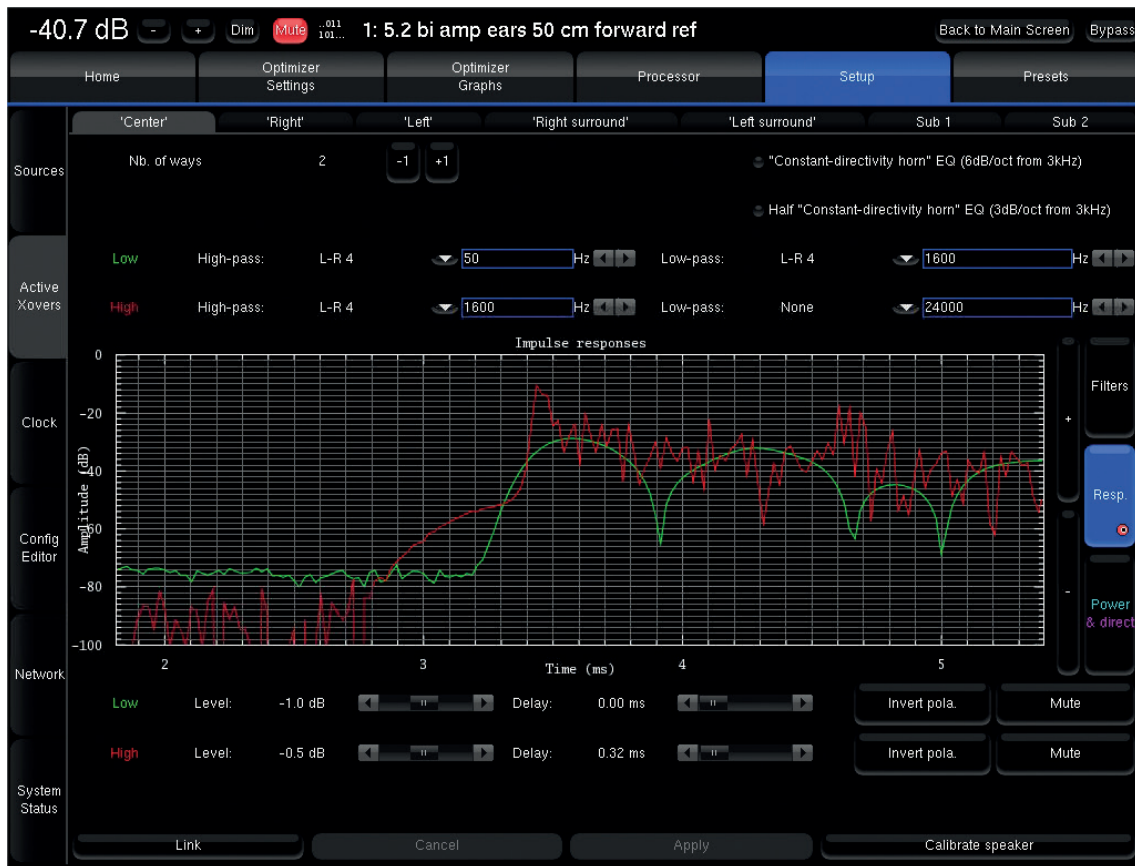 -40.7 dB - + Dim Mute ..011 101... 1: 5.2 bi amp ears 50 cm forward ref Back to Main Screen Bypass
Home Optimizer Settings Optimizer Graphs Processor Setup Presets
'Center' 'Right' 'Left' 'Right surround' 'Left surround' Sub 1 Sub 2
Sources
Active Xovers
Clock
Config Editor
Network
System Status
Nb. of ways 2 -1 +1 "Constant-directivity horn" EQ (6dB/oct from 3kHz)
Half "Constant-directivity horn" EQ (3dB/oct from 3kHz)
Low High-pass: L-R 4 50 Hz Low-pass: L-R 4 1600 Hz
High High-pass: L-R 4 1600 Hz Low-pass: None 24000 Hz
Impulse responses
Amplitude (dB)
0
-20
-40
-60
-80
-100
2 3 4 5
Time (ms)
+
-
Filters
Resp.
Power
& direct
Low Level: -1.0 dB Delay: 0.00 ms Invert pola. Mute
High Level: -0.5 dB Delay: 0.32 ms Invert pola. Mute
Link Cancel Apply Calibrate speaker